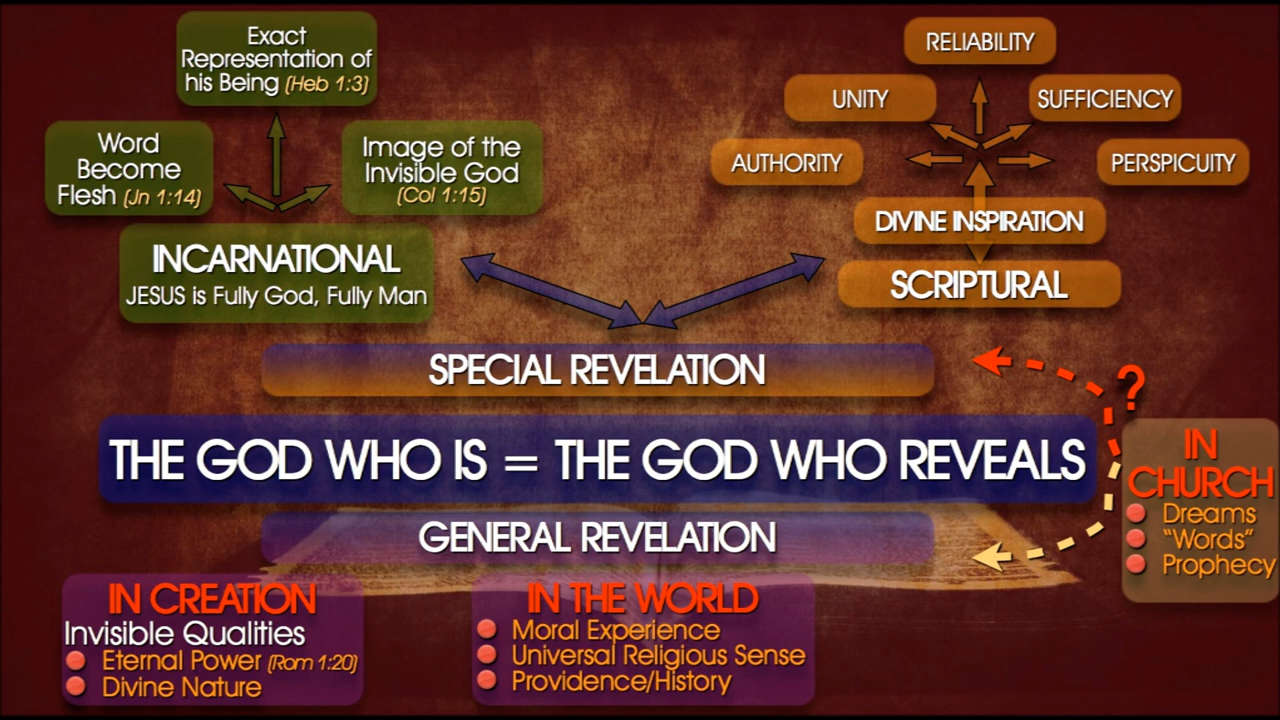 Exact
Representation of
his Being (Heb 1:3)
Word
Become
Flesh (Jn 1:14)
Image of the
Invisible God
(Col 1:15)
INCARNATIONAL
JESUS is Fully God, Fully Man
RELIABILITY
UNITY
SUFFICIENCY
AUTHORITY
PERSPICUITY
DIVINE INSPIRATION
SCRIPTURAL
SPECIAL REVELATION
?
THE GOD WHO IS = THE GOD WHO REVEALS
IN
CHURCH
Dreams
“Words”
Prophecy
GENERAL REVELATION
IN CREATION
Invisible Qualities
Eternal Power (Rom 1:20)
Divine Nature
IN THE WORLD
Moral Experience
Universal Religious Sense
Providence/History